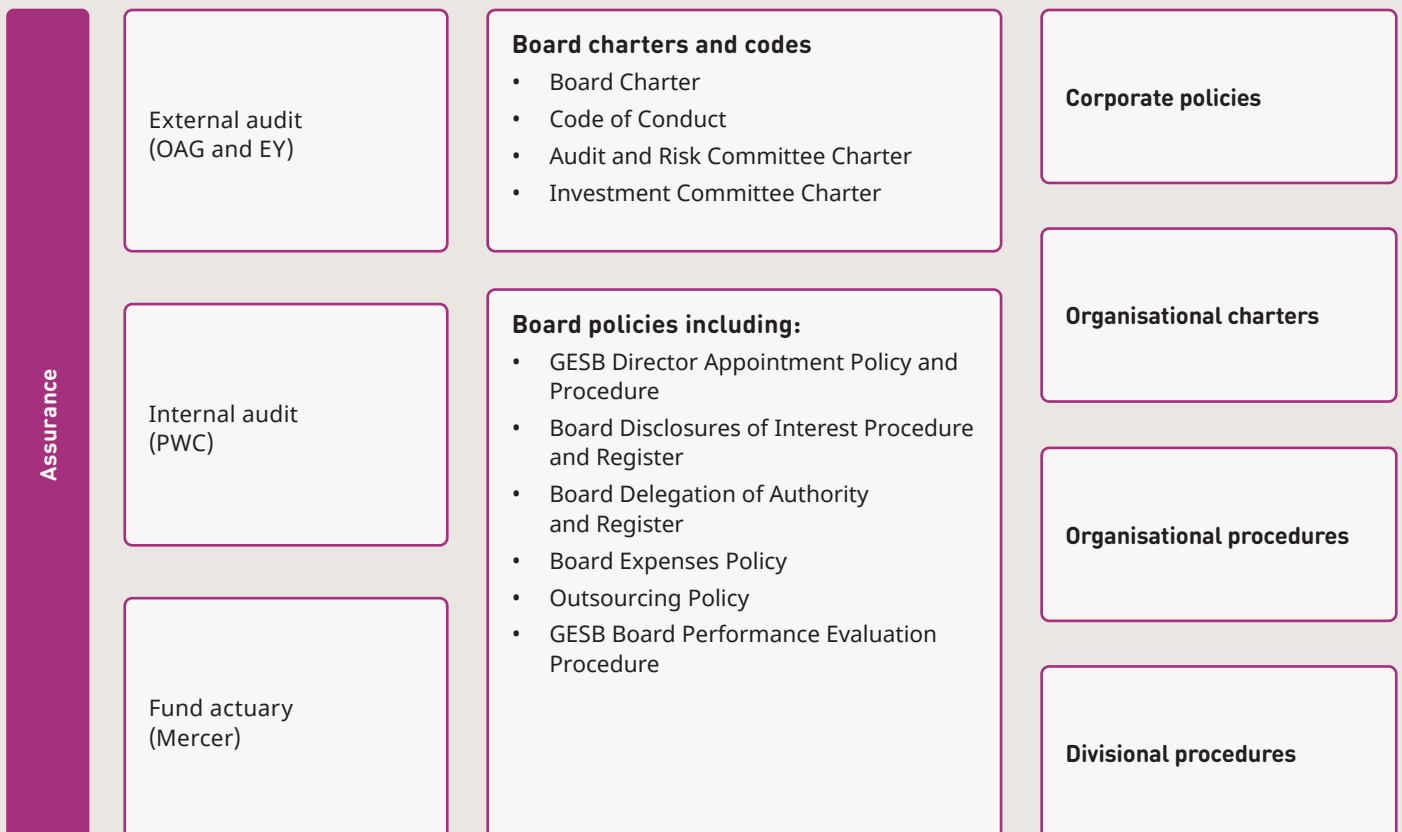 Assurance
External audit
(OAG and EY)
Internal audit
(PWC)
Fund actuary
(Mercer)
Board charters and codes
• Board Charter
• Code of Conduct
• Audit and Risk Committee Charter
• Investment Committee Charter
Board policies including:
• GESB Director Appointment Policy and
Procedure
• Board Disclosures of Interest Procedure
and Register
• Board Delegation of Authority
and Register
• Board Expenses Policy
• Outsourcing Policy
• GESB Board Performance Evaluation
Procedure
Corporate policies
Organisational charters
Organisational procedures
Divisional procedures